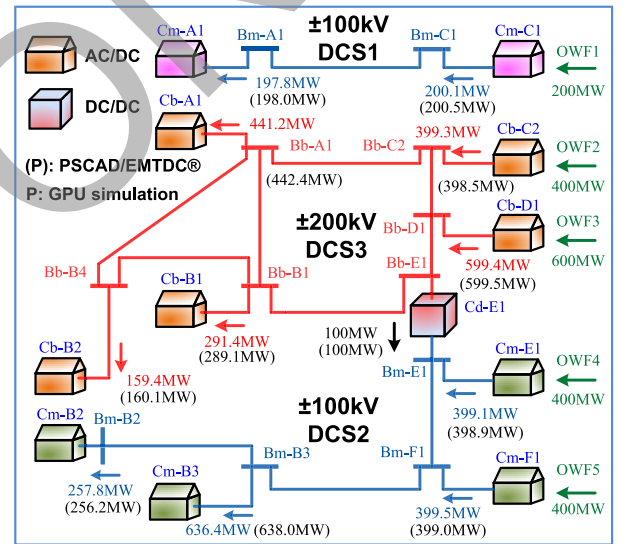 ±100kV
DCS1
Cm-A1
Bm-A1
Bm-C1
Cm-C1
OWF1
AC/DC
197.8MW
(198.0MW)
200.1MW
(200.5MW)
200MW
DC/DC
Cb-A1
441.2MW
399.3MW
Cb-C2
OWF2
(P): PSCAD/EMTDC®
Bb-A1
Bb-C2
(442.4MW)
(398.5MW)
400MW
P: GPU simulation
±200kV
DCS3
Cb-D1
OWF3
Bb-D1
599.4MW
(599.5MW)
600MW
Bb-B4
Cb-B1
Bb-B1
Bb-E1
Cd-E1
291.4MW
(289.1MW)
100MW
(100MW)
Cb-B2
159.4MW
(160.1MW)
Bm-E1
Cm-E1
OWF4
399.1MW
(398.9MW)
400MW
±100kV
DCS2
Cm-B2
Bm-B2
Cm-B3
Bm-B3
Bm-F1
Cm-F1
OWF5
257.8MW
(256.2MW)
636.4MW
(638.0MW)
399.5MW
(399.0MW)
400MW